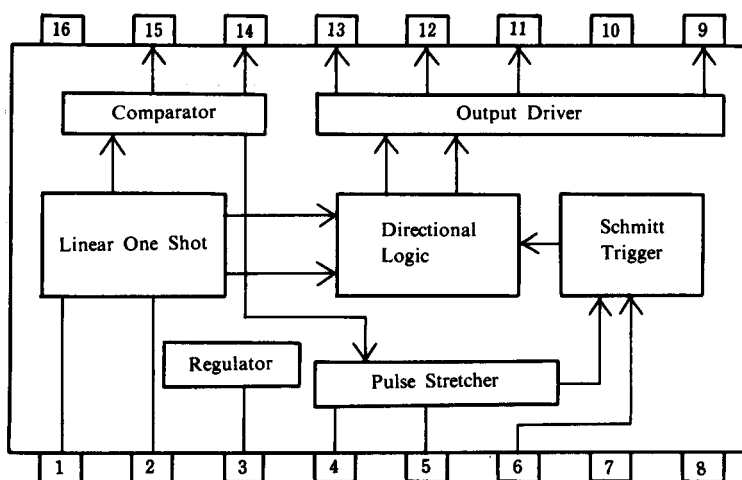 16 15 14 13 12 11 10 9
Comparator
Output Driver
Linear One Shot
Directional
Logic
Schmitt
Trigger
Regulator
Pulse Stretcher
1 2 3 4 5 6 7 8